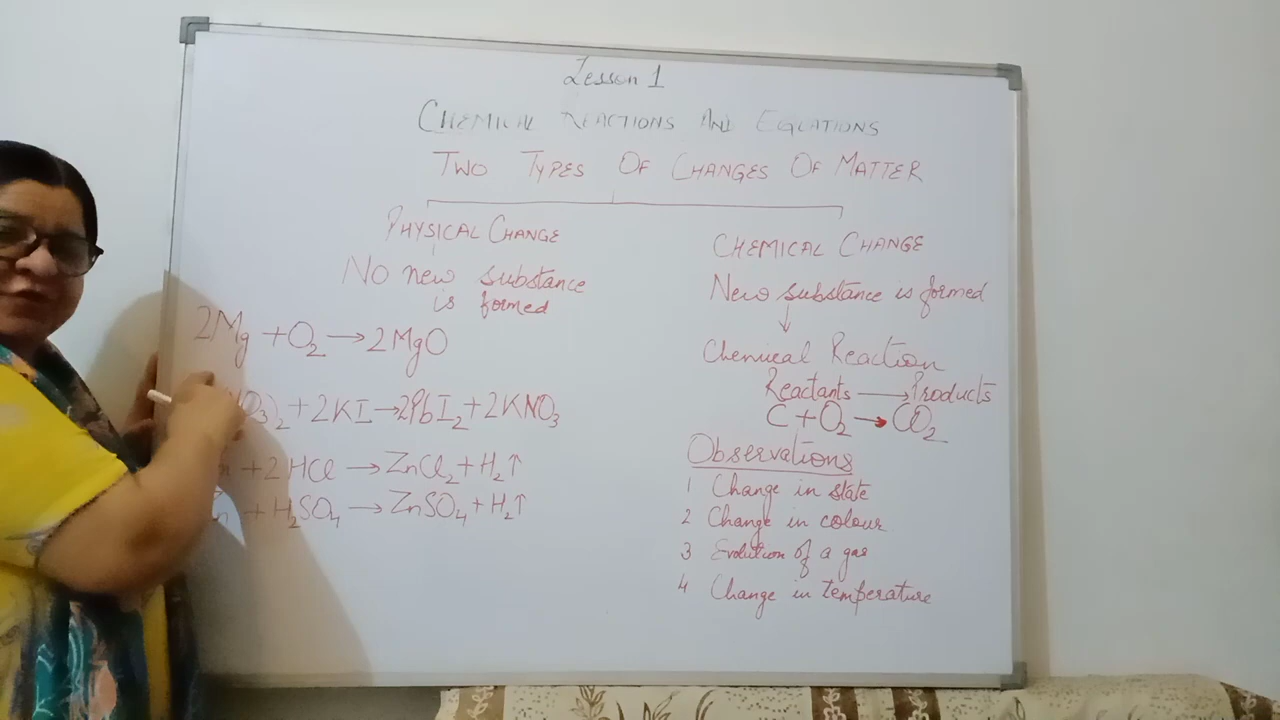 Lesson 1
CHEMICAL REACTIONS AND EQUATIONS
TWO TYPES OF CHANGES OF MATTER
PHYSICAL CHANGE
No new substance
is formed
2Mg + O₂ → 2MgO
O₃)₂ + 2KI → 2PbI₂ + 2KNO₃
+ 2HCl → ZnCl₂ + H₂↑
+ H₂SO₄ → ZnSO₄ + H₂↑
CHEMICAL CHANGE
New substance is formed
↓
Chemical Reaction
Reactants → Products
C + O₂ → CO₂
Observations
1 Change in state
2 Change in colour
3 Evolution of a gas
4 Change in temperature